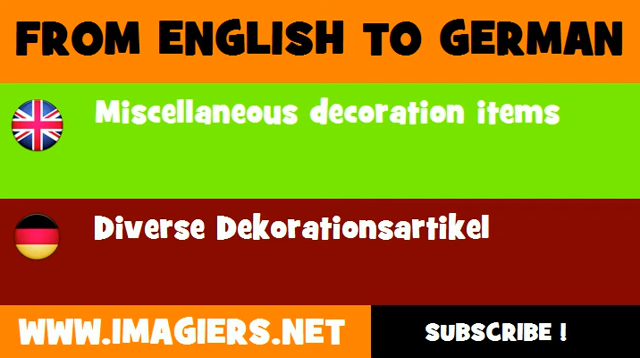 FROM ENGLISH TO GERMAN
Miscellaneous decoration items
Diverse Dekorationsartikel
WWW.IMAGIERS.NET
SUBSCRIBE !